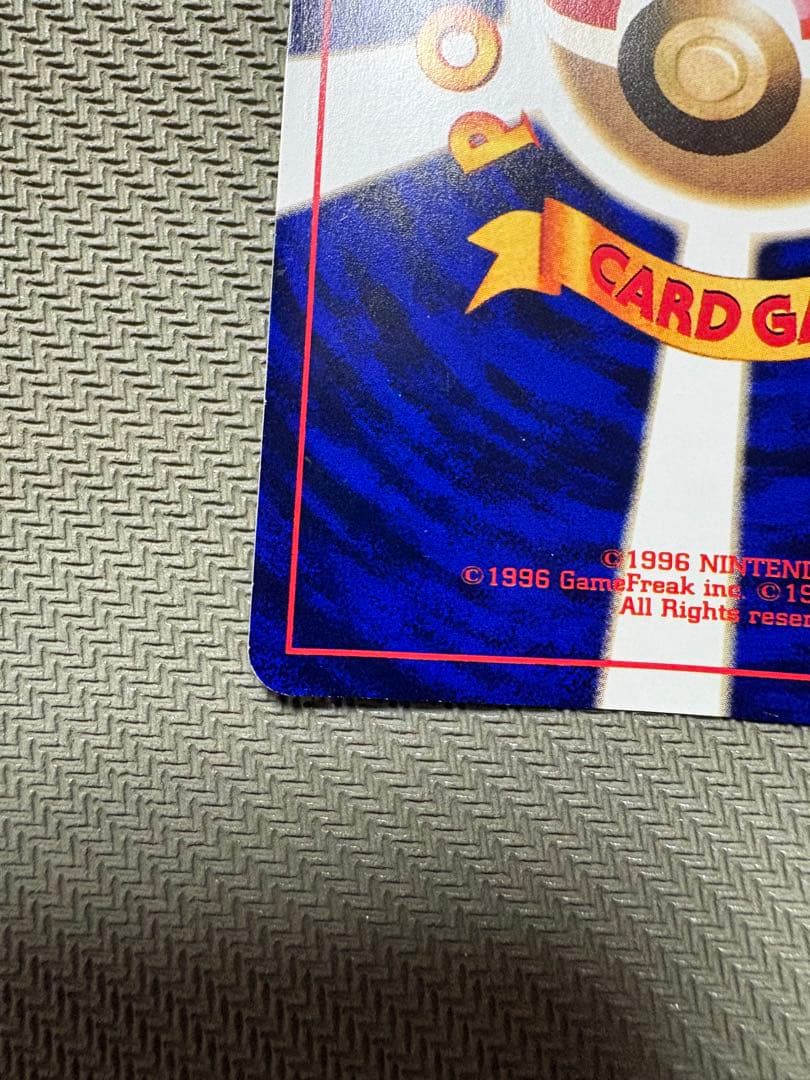 PO
CARD GA
©1996 NINTEND
©1996 GameFreak inc. ©19
All Rights reser